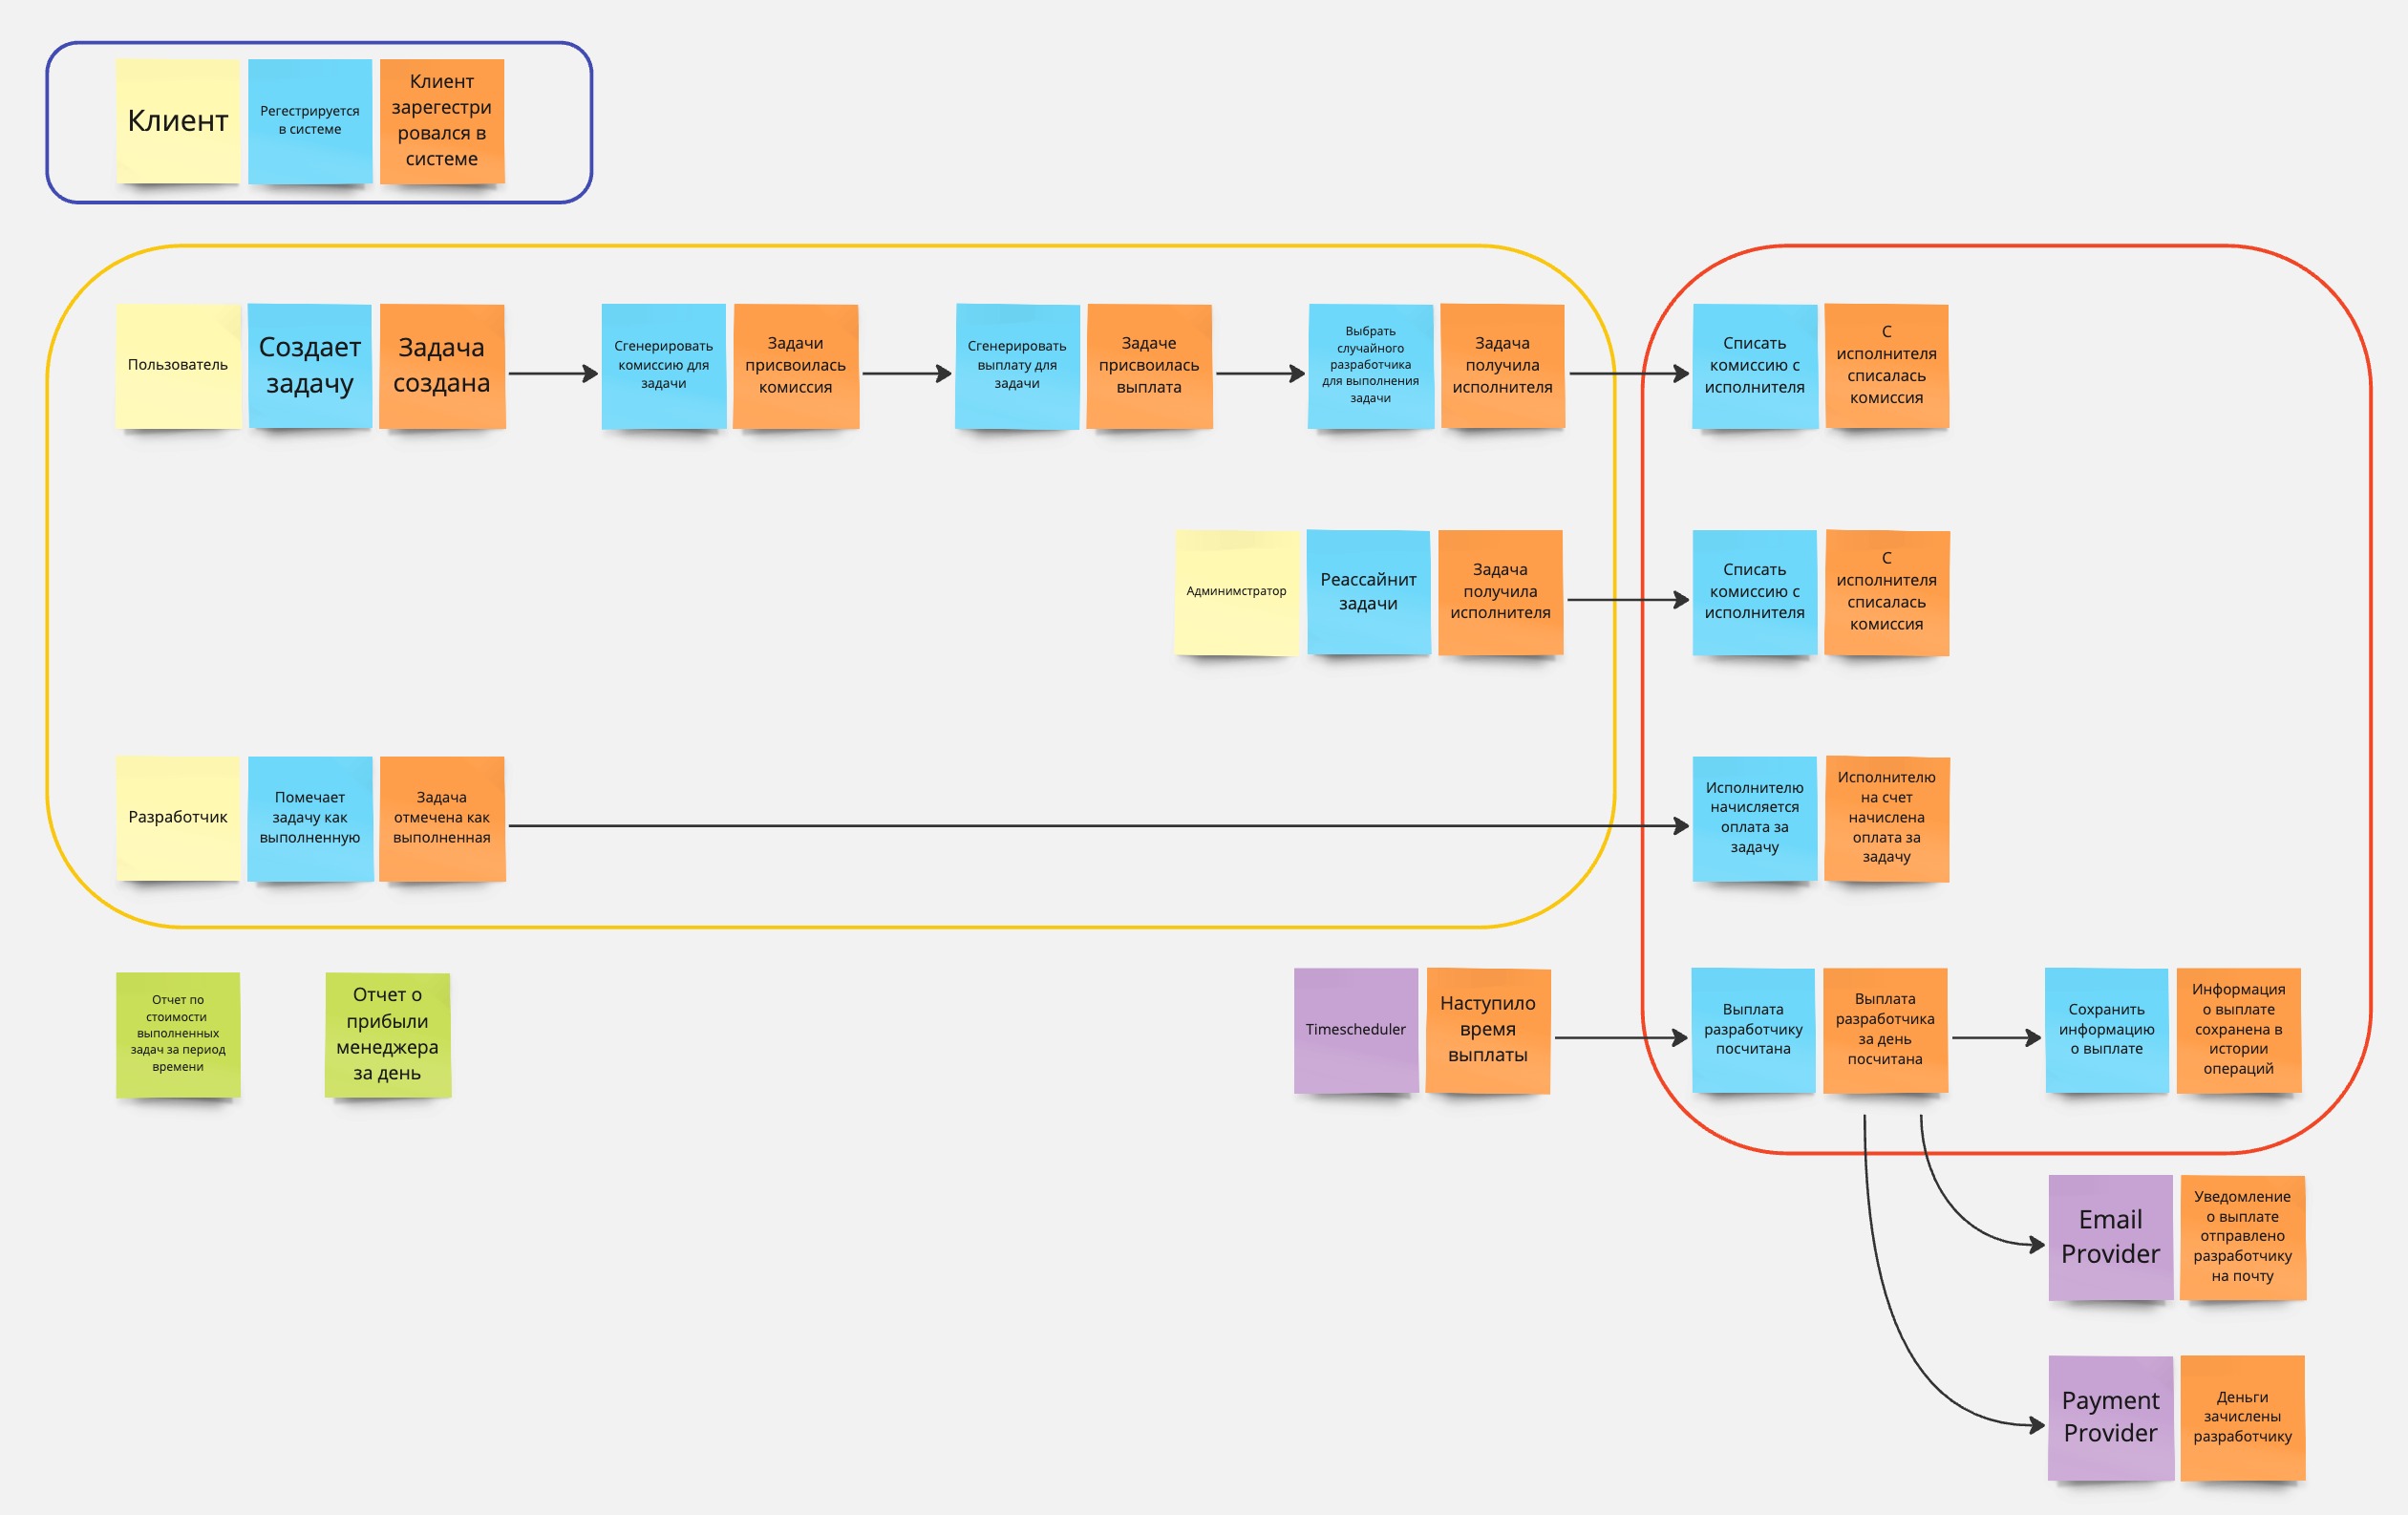 Клиент
Регестрируется
в системе
Клиент
зарегестри
ровался в
системе
Пользователь
Создает
задачу
Задача
создана
Сгенерировать
комиссию для
задачи
Задачи
присвоилась
комиссия
Сгенерировать
выплату для
задачи
Задаче
присвоилась
выплата
Выбрать
случайного
разработчика
для выполнения
задачи
Задача
получила
исполнителя
Списать
комиссию с
исполнителя
С
исполнителя
списалась
комиссия
Админимстратор
Реассайнит
задачи
Задача
получила
исполнителя
Списать
комиссию с
исполнителя
С
исполнителя
списалась
комиссия
Разработчик
Помечает
задачу как
выполненную
Задача
отмечена как
выполненная
Исполнителю
начисляется
оплата за
задачу
Исполнителю
на счет
начислена
оплата за
задачу
Отчет по
стоимости
выполненных
задач за период
времени
Отчет о
прибыли
менеджера
за день
Timescheduler
Наступило
время
выплаты
Выплата
разработчику
посчитана
Выплата
разработчика
за день
посчитана
Сохранить
информацию
о выплате
Информация
о выплате
сохранена в
истории
операций
Email
Provider
Уведомление
о выплате
отправлено
разработчику
на почту
Payment
Provider
Деньги
зачислены
разработчику